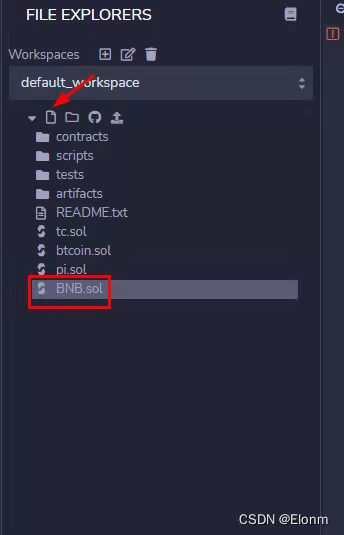 FILE EXPLORERS
Workspaces
default_workspace
contracts
scripts
tests
artifacts
README.txt
tc.sol
btcoin.sol
pi.sol
BNB.sol
CSDN @Elonm